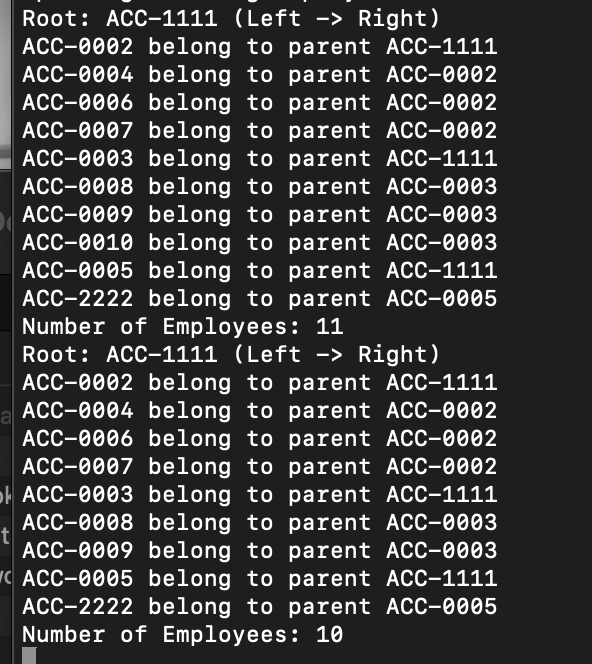 Root: ACC-1111 (Left -> Right)
ACC-0002 belong to parent ACC-1111
ACC-0004 belong to parent ACC-0002
ACC-0006 belong to parent ACC-0002
ACC-0007 belong to parent ACC-0002
ACC-0003 belong to parent ACC-1111
ACC-0008 belong to parent ACC-0003
ACC-0009 belong to parent ACC-0003
ACC-0010 belong to parent ACC-0003
ACC-0005 belong to parent ACC-1111
ACC-2222 belong to parent ACC-0005
Number of Employees: 11
Root: ACC-1111 (Left -> Right)
ACC-0002 belong to parent ACC-1111
ACC-0004 belong to parent ACC-0002
ACC-0006 belong to parent ACC-0002
ACC-0007 belong to parent ACC-0002
ACC-0003 belong to parent ACC-1111
ACC-0008 belong to parent ACC-0003
ACC-0009 belong to parent ACC-0003
ACC-0005 belong to parent ACC-1111
ACC-2222 belong to parent ACC-0005
Number of Employees: 10